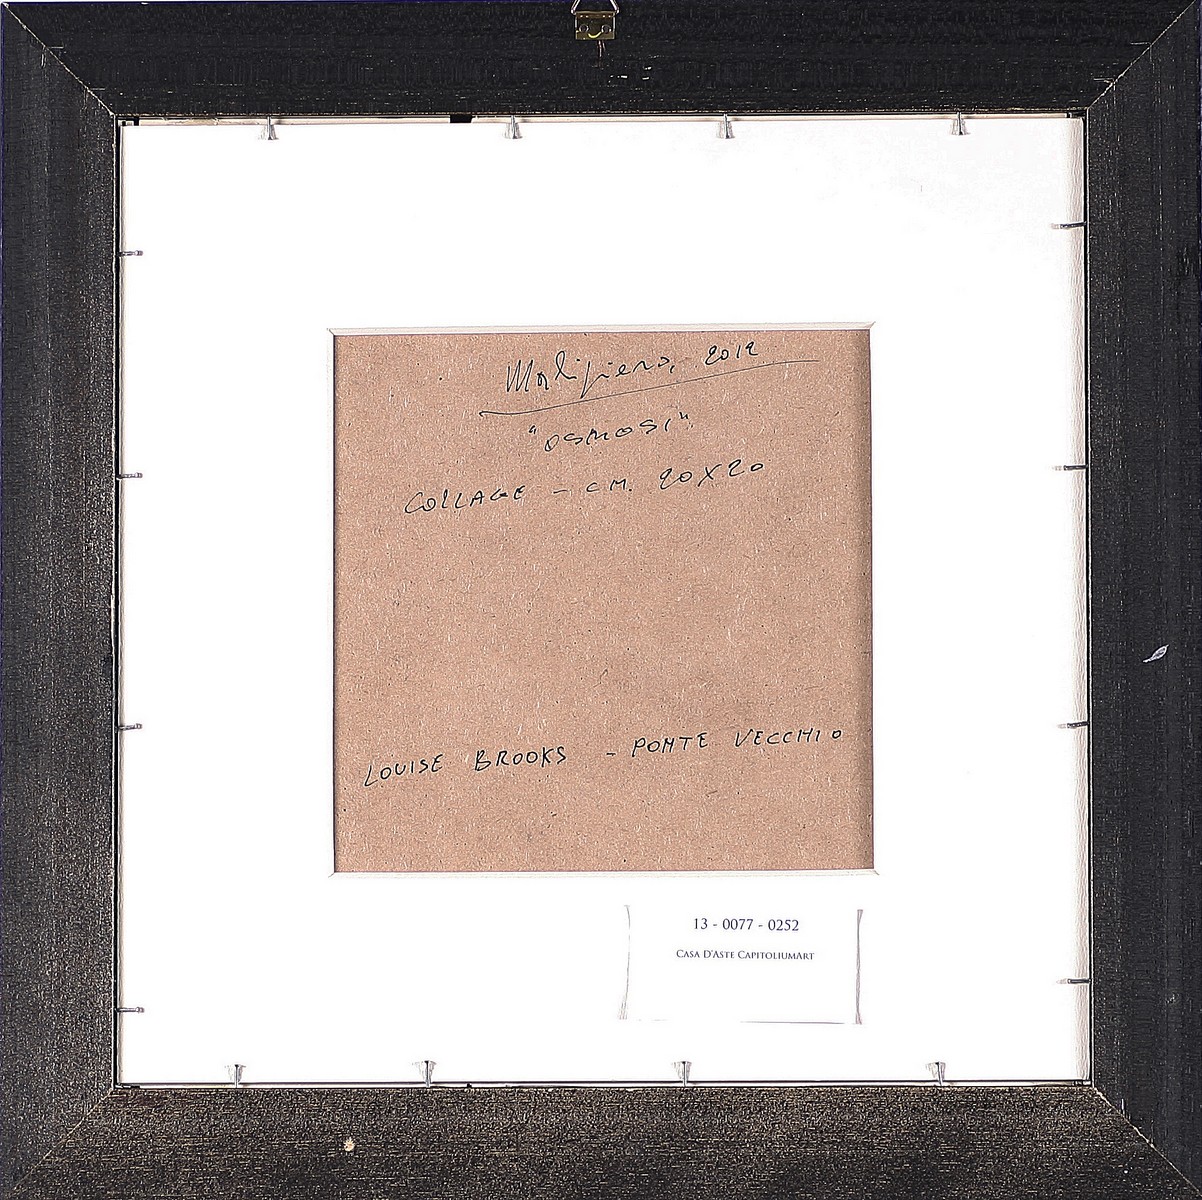 Malipiero, 2012
"OSMOSI"
COLLAGE - CM. 20X20
LOUISE BROOKS - PONTE VECCHIO
13 - 0077 - 0252
CASA D'ASTE CAPITOLIUMART